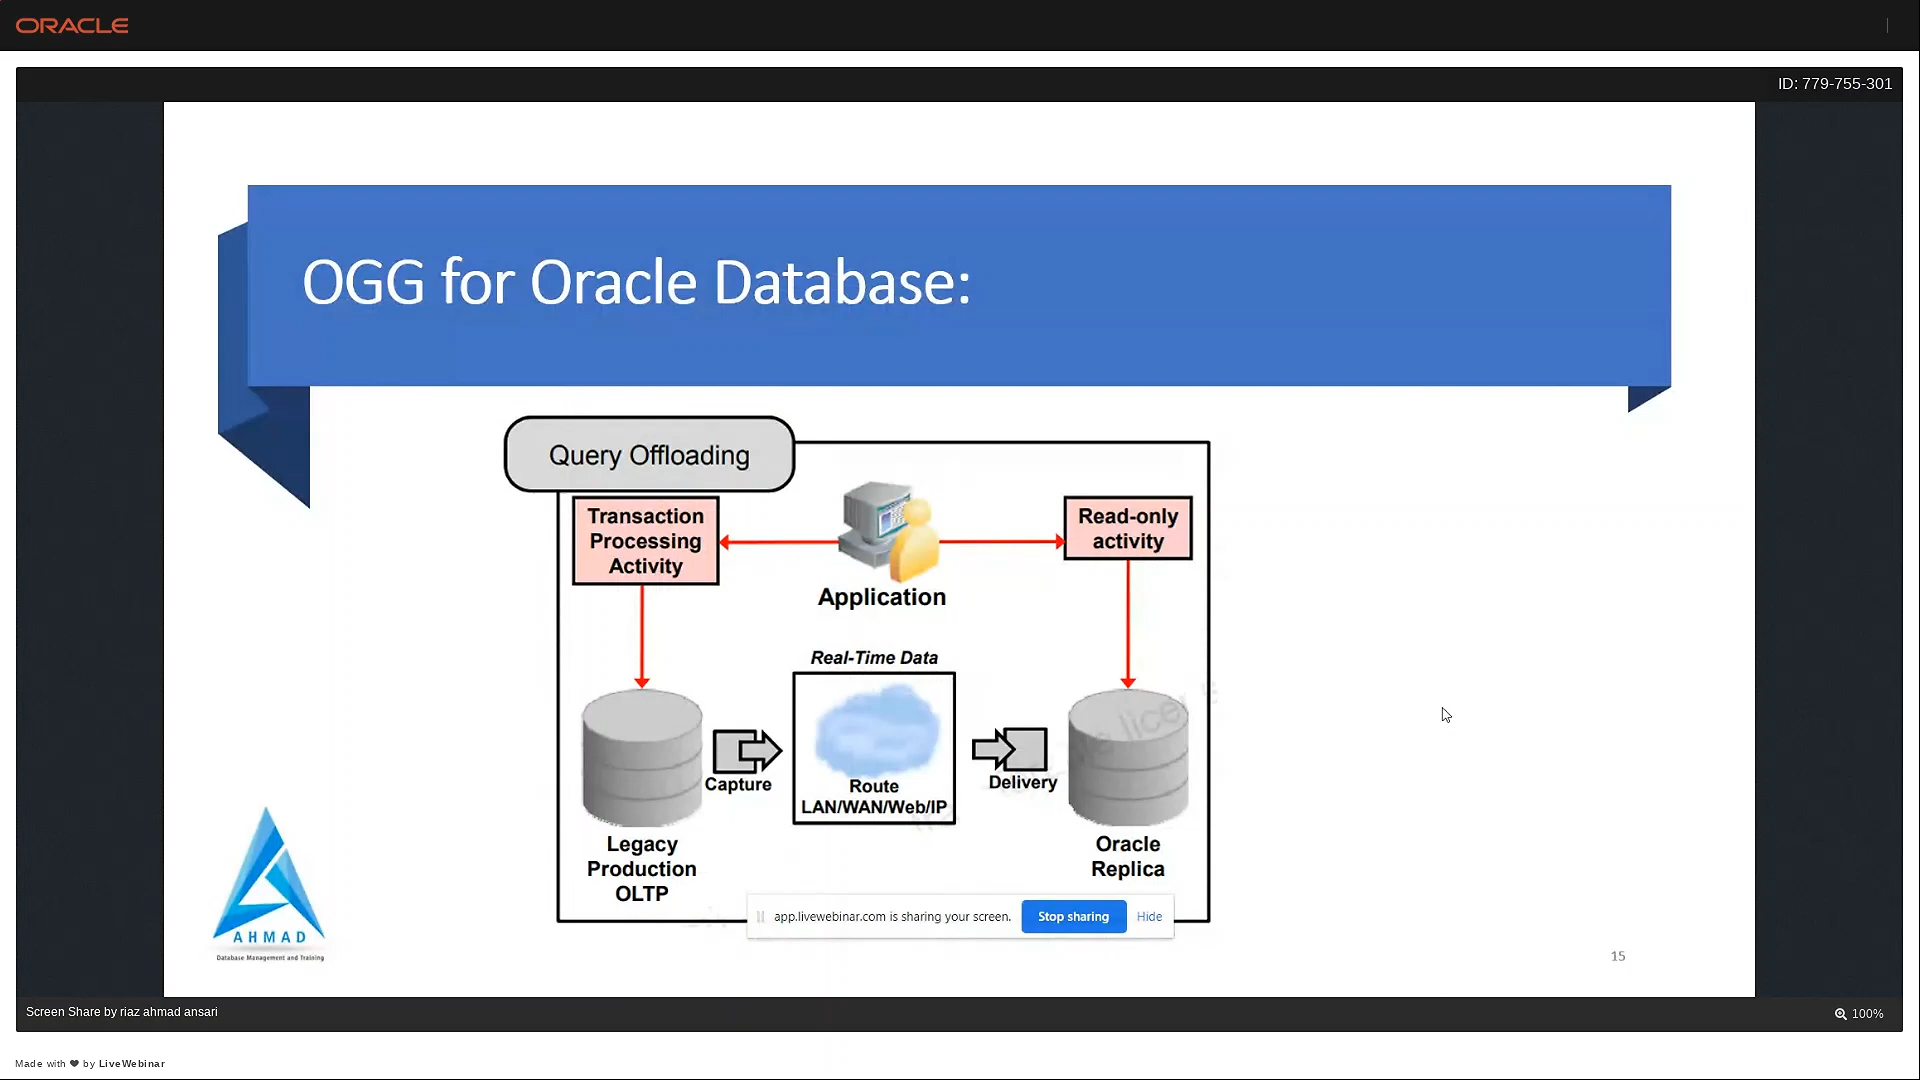 ORACLE
ID: 779-755-301
OGG for Oracle Database:
Query Offloading
Transaction
Processing
Activity
Read-only
activity
Application
Real-Time Data
Route
LAN/WAN/Web/IP
Capture
Delivery
Legacy
Production
OLTP
Oracle
Replica
app.livewebinar.com is sharing your screen.
Stop sharing
Hide
AHMAD
Database Management and Training
15
Screen Share by riaz ahmad ansari
100%
Made with ❤ by LiveWebinar